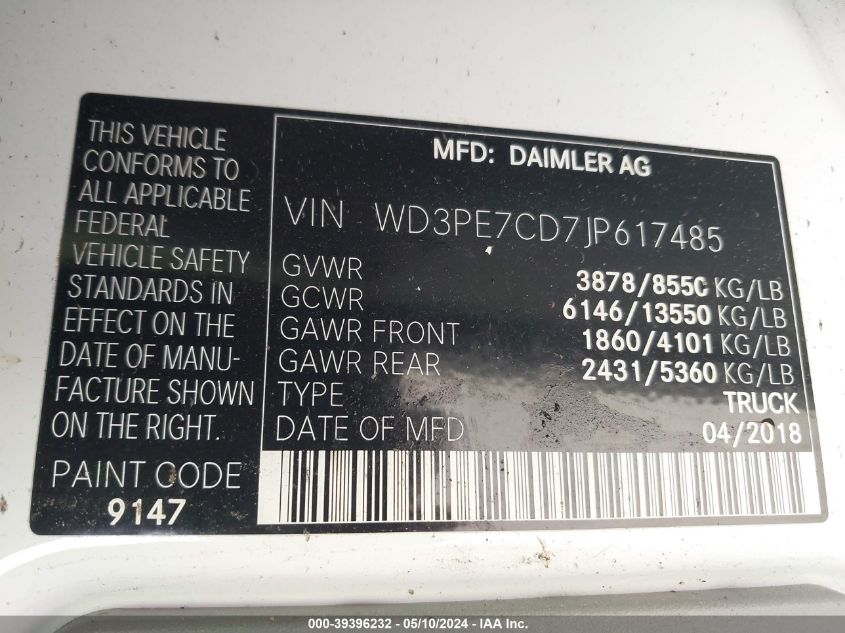 THIS VEHICLE
CONFORMS TO
ALL APPLICABLE
FEDERAL
VEHICLE SAFETY
STANDARDS IN
EFFECT ON THE
DATE OF MANU-
FACTURE SHOWN
ON THE RIGHT.
PAINT CODE
9147
MFD: DAIMLER AG
VIN WD3PE7CD7JP617485
GVWR 3878/8550 KG/LB
GCWR 6146/13550 KG/LB
GAWR FRONT 1860/4101 KG/LB
GAWR REAR 2431/5360 KG/LB
TYPE TRUCK
DATE OF MFD 04/2018
000-39396232 - 05/10/2024 - IAA Inc.